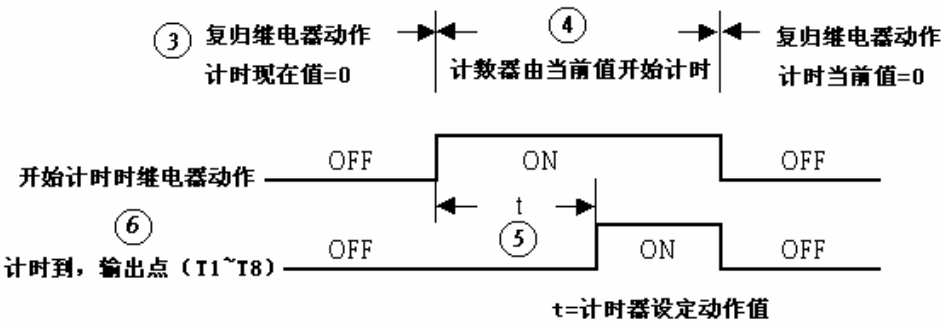 ③ 复归继电器动作
计时现在值=0
④
计数器由当前值开始计时
复归继电器动作
计时当前值=0
开始计时时继电器动作
OFF
ON
OFF
t
⑤
⑥
计时到，输出点（T1~T8）
OFF
ON
OFF
t=计时器设定动作值